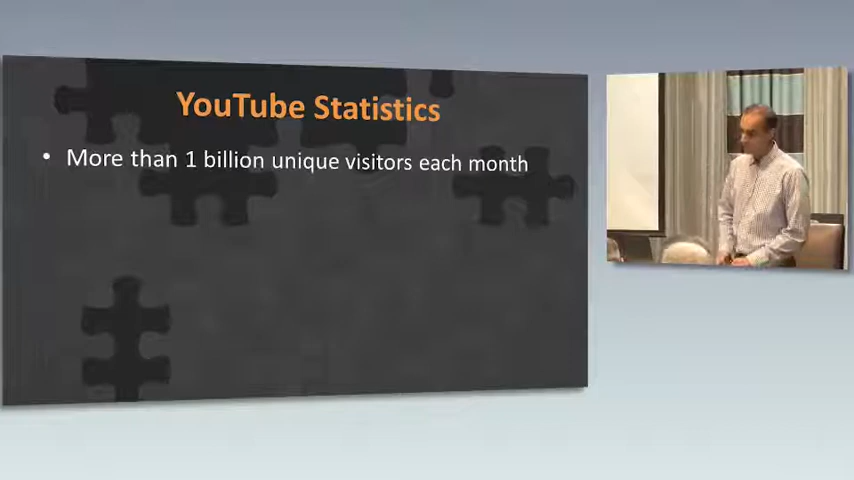 YouTube Statistics
• More than 1 billion unique visitors each month